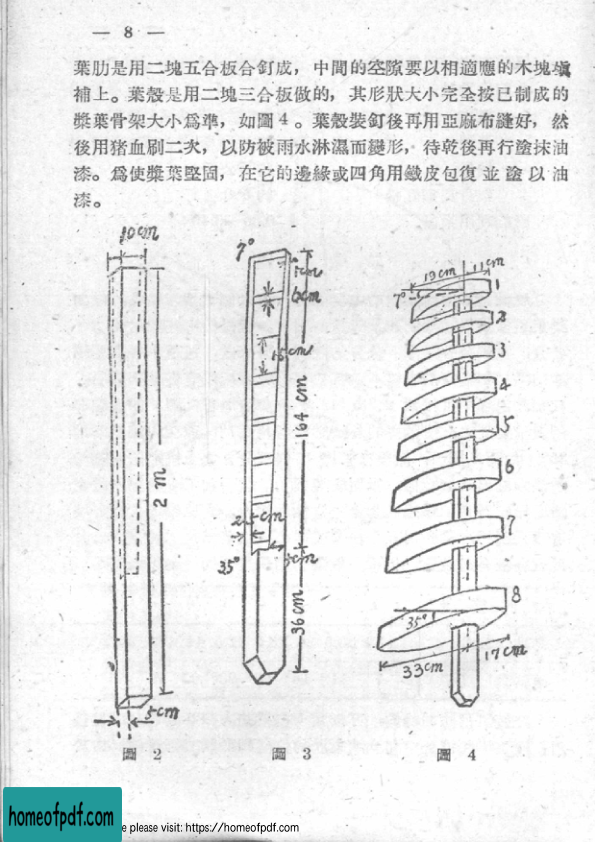 — 8 —
葉肋是用二塊五合板合釘成，中間的空隙要以相適應的木塊塡
補上。葉殼是用二塊三合板做的，其形狀大小完全按已制成的
槳葉骨架大小爲準，如圖4。葉殼裝釘後再用亞麻布縫好，然
後用猪血刷二次，以防被雨水淋濕而變形，待乾後再行塗抹油
漆。爲使槳葉堅固，在它的邊緣或四角用鐵皮包復並塗以油
漆。
10cm
2 m
5cm
圖 2
7°
1cm
6cm
15cm
164 cm
2.5cm
35°
3cm
36cm
圖 3
19cm
11cm
7°
1
2
3
4
5
6
7
8
35°
33cm
17cm
圖 4
homeofpdf.com
e please visit: https://homeofpdf.com